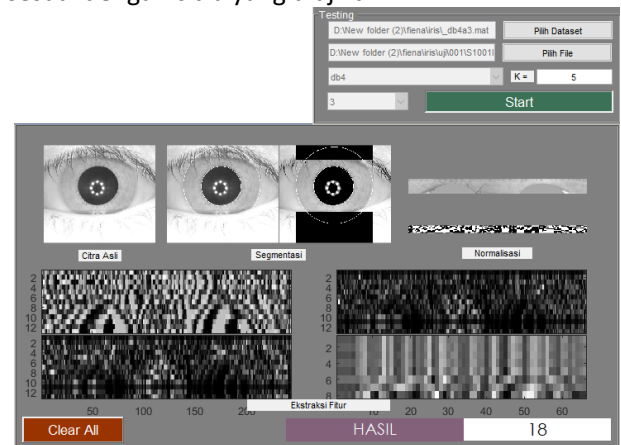 Testing
D:\New folder (2)\fiena\iris\_db4a3.mat
Pilih Dataset
D:\New folder (2)\fiena\iris\uji\001\S1001l
Pilih File
db4
K =
5
3
Start
Citra Asli
Segmentasi
Normalisasi
2
4
6
8
10
12
2
4
6
8
10
12
2
4
6
8
10
12
2
4
6
8
50 100 150 200
Ekstraksi Fitur
10 20 30 40 50 60
Clear All
HASIL
18